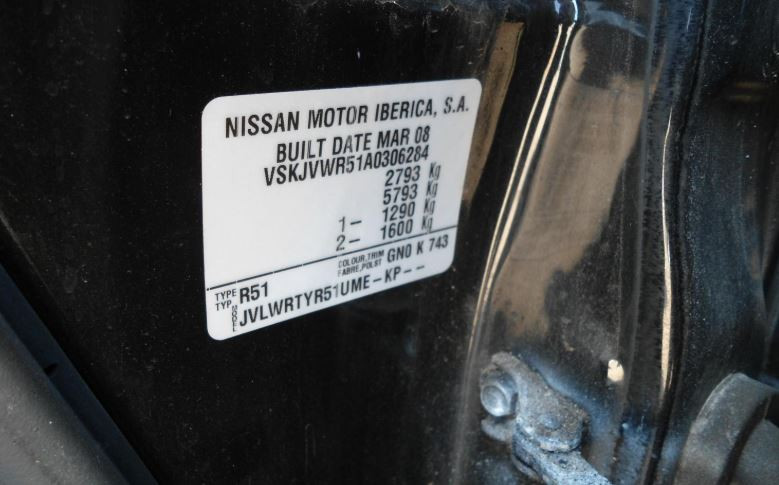 NISSAN MOTOR IBERICA, S.A.
BUILT DATE MAR 08
VSKJVWR51A0306284
2793 Kg
5793 Kg
1- 1290 Kg
2- 1600 Kg
TYPE TYP R51 COLOUR,TRIM FABRE,POLST GN0 K 743
MODEL JVLWRTYR51UME-KP--